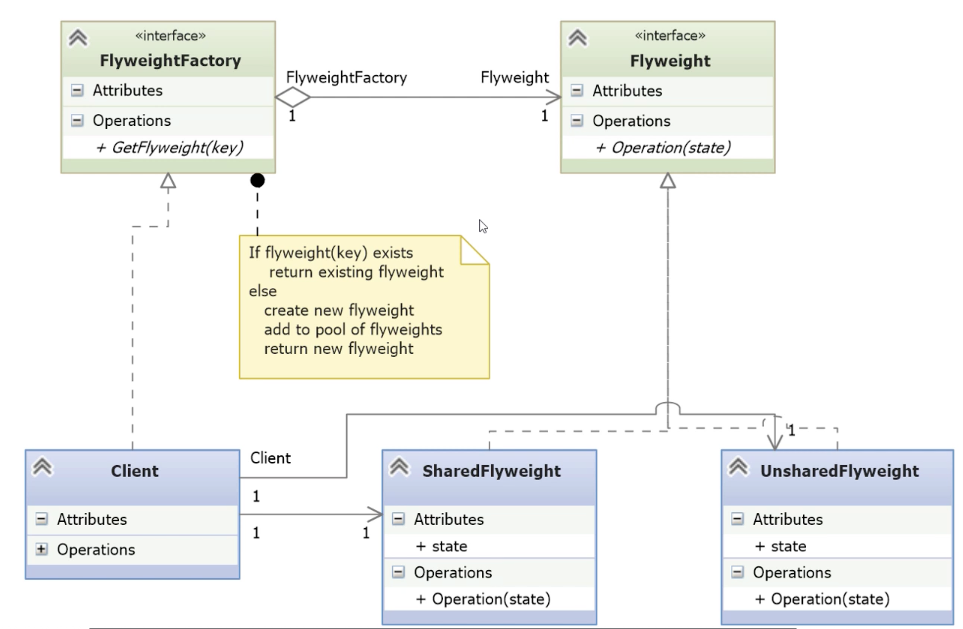 «interface»
FlyweightFactory
Attributes
Operations
+ GetFlyweight(key)
FlyweightFactory
1
Flyweight
1
«interface»
Flyweight
Attributes
Operations
+ Operation(state)
If flyweight(key) exists
return existing flyweight
else
create new flyweight
add to pool of flyweights
return new flyweight
Client
Attributes
Operations
Client
1
1
1
1
SharedFlyweight
Attributes
+ state
Operations
+ Operation(state)
UnsharedFlyweight
Attributes
+ state
Operations
+ Operation(state)